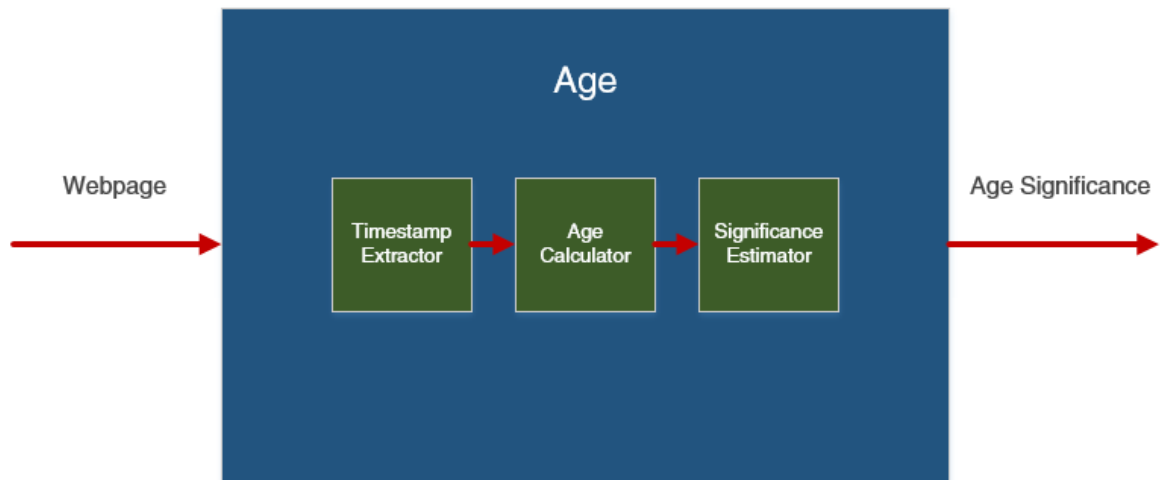 Age
Webpage
Timestamp
Extractor
Age
Calculator
Significance
Estimator
Age Significance